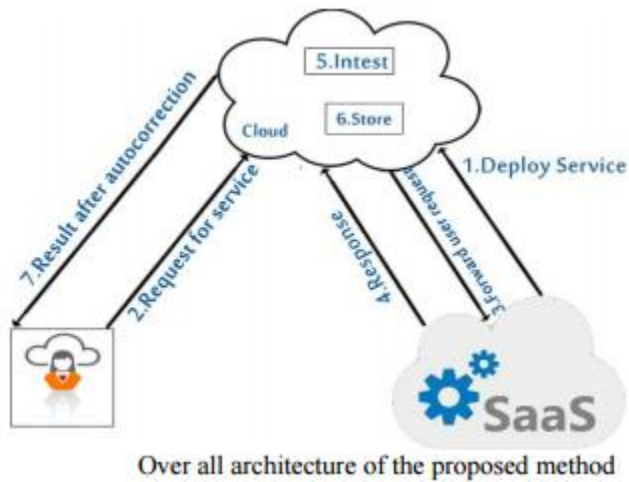 5.Intest
6.Store
Cloud
1.Deploy Service
7.Result after autocorrection
2.Request for service
4.Response
3.Forward user request
SaaS
Over all architecture of the proposed method